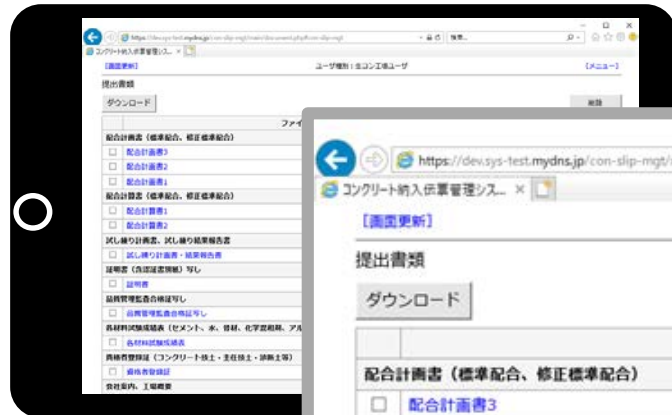 https://dev.sys-test.mydns.jp/con-slip-mgt/main/document.php?con-slip-mgt
検索...
コンクリート納入伝票管理シス... ×
[画面更新]
ユーザ種別：生コン工場ユーザ
[メニュー]
提出書類
ダウンロード
削除
ファイ
配合計画書（標準配合、修正標準配合）
配合計画書3
配合計画書2
配合計画書1
配合計算書（標準配合、修正標準配合）
配合計算書1
配合計算書2
試し練り計画書、試し練り結果報告書
試し練り計画書・結果報告書
証明書（含認証書別紙）写し
証明書
品質管理監査合格証写し
品質管理監査合格証写し
各材料試験成績表（セメント、水、骨材、化学混和剤、アル
各材料試験成績表
資格者登録証（コンクリート技士・主任技士・診断士等）
資格者登録証
会社案内、工場概要
https://dev.sys-test.mydns.jp/con-slip-mgt/
コンクリート納入伝票管理シス... ×
[画面更新]
提出書類
ダウンロード
配合計画書（標準配合、修正標準配合）
配合計画書3